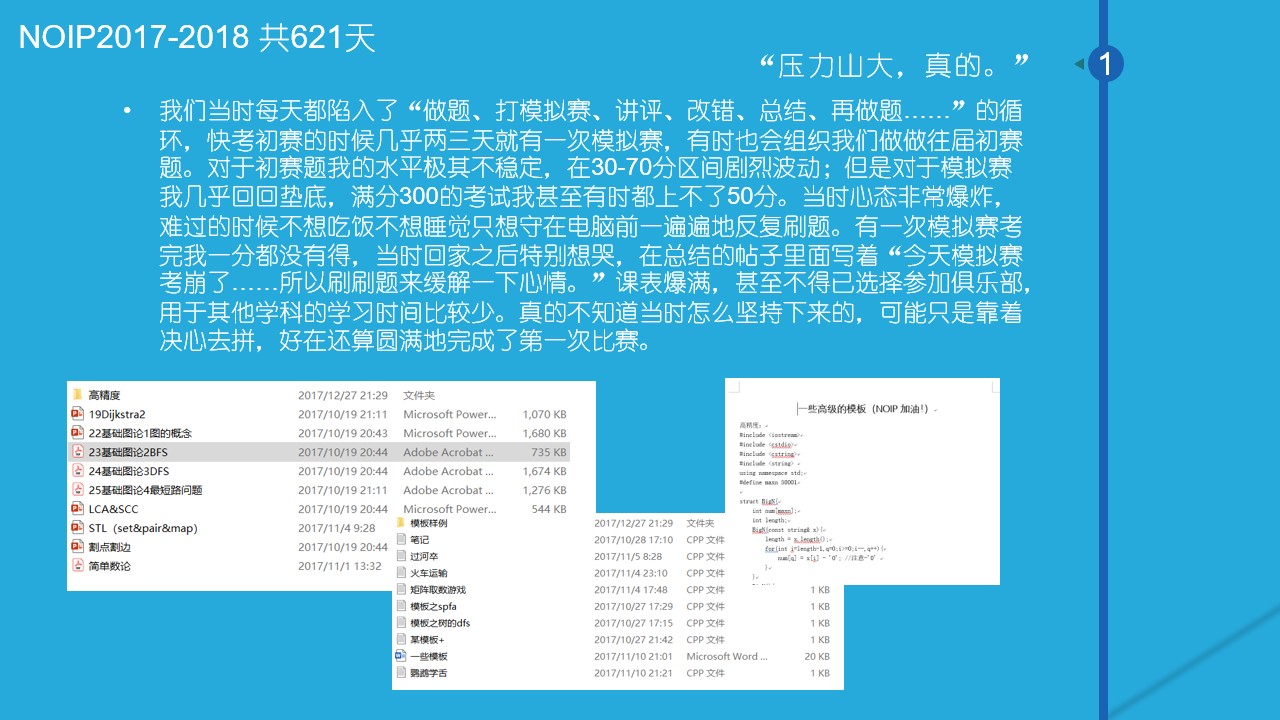 NOIP2017-2018 共621天
“压力山大，真的。”
1
• 我们当时每天都陷入了“做题、打模拟赛、讲评、改错、总结、再做题……”的循
环，快考初赛的时候几乎两三天就有一次模拟赛，有时也会组织我们做做往届初赛
题。对于初赛题我的水平极其不稳定，在30-70分区间剧烈波动；但是对于模拟赛
我几乎回回垫底，满分300的考试我甚至有时都上不了50分。当时心态非常爆炸，
难过的时候不想吃饭不想睡觉只想守在电脑前一遍遍地反复刷题。有一次模拟赛考
完我一分都没有得，当时回家之后特别想哭，在总结的帖子里面写着“今天模拟赛
考崩了……所以刷刷题来缓解一下心情。”课表爆满，甚至不得已选择参加俱乐部，
用于其他学科的学习时间比较少。真的不知道当时怎么坚持下来的，可能只是靠着
决心去拼，好在还算圆满地完成了第一次比赛。
高精度 2017/12/27 21:29 文件夹
19Dijkstra2 2017/10/19 21:11 Microsoft Power... 1,070 KB
22基础图论1图的概念 2017/10/19 20:43 Microsoft Power... 1,680 KB
23基础图论2BFS 2017/10/19 20:44 Adobe Acrobat ... 735 KB
24基础图论3DFS 2017/10/19 20:44 Adobe Acrobat ... 1,674 KB
25基础图论4最短路问题 2017/10/19 21:11 Adobe Acrobat ... 1,276 KB
LCA&SCC 2017/10/19 20:44 Microsoft Power... 544 KB
STL（set&pair&map） 2017/11/4 9:28
割点割边 2017/10/19 20:44
简单数论 2017/11/1 13:32
模板样例 2017/12/27 21:29 文件夹
笔记 2017/10/28 17:10 CPP 文件
过河卒 2017/11/5 8:28 CPP 文件
火车运输 2017/11/4 23:10 CPP 文件
矩阵取数游戏 2017/11/4 17:48 CPP 文件 1 KB
模板之spfa 2017/10/27 17:29 CPP 文件 1 KB
模板之树的dfs 2017/10/27 17:15 CPP 文件 1 KB
某模板+ 2017/10/27 21:42 CPP 文件 1 KB
一些模板 2017/11/10 21:01 Microsoft Word ... 20 KB
鹦鹉学舌 2017/11/10 21:21 CPP 文件 1 KB
一些高级的模板（NOIP 加油！）
高精度：
#include <iostream>
#include <cstdio>
#include <cstring>
#include <string>
using namespace std;
#define maxn 30001
struct BigN{
int num[maxn];
int length;
BigN(const string& s){
length = s.length();
for(int i=length-1,q=0;i>=0;i--,q++){
num[q] = s[i] - '0'; //注意-'0'
}
}